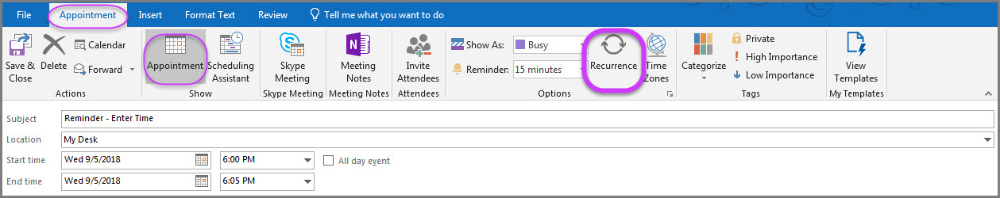 File Appointment Insert Format Text Review Tell me what you want to do
Save & Close
Delete
Calendar
Forward
Actions
Appointment
Scheduling Assistant
Show
Skype Meeting
Skype Meeting
Meeting Notes
Meeting Notes
Invite Attendees
Attendees
Show As: Busy
Reminder: 15 minutes
Recurrence
Time Zones
Options
Categorize
Private
High Importance
Low Importance
Tags
View Templates
My Templates
Subject Reminder - Enter Time
Location My Desk
Start time Wed 9/5/2018 6:00 PM All day event
End time Wed 9/5/2018 6:05 PM